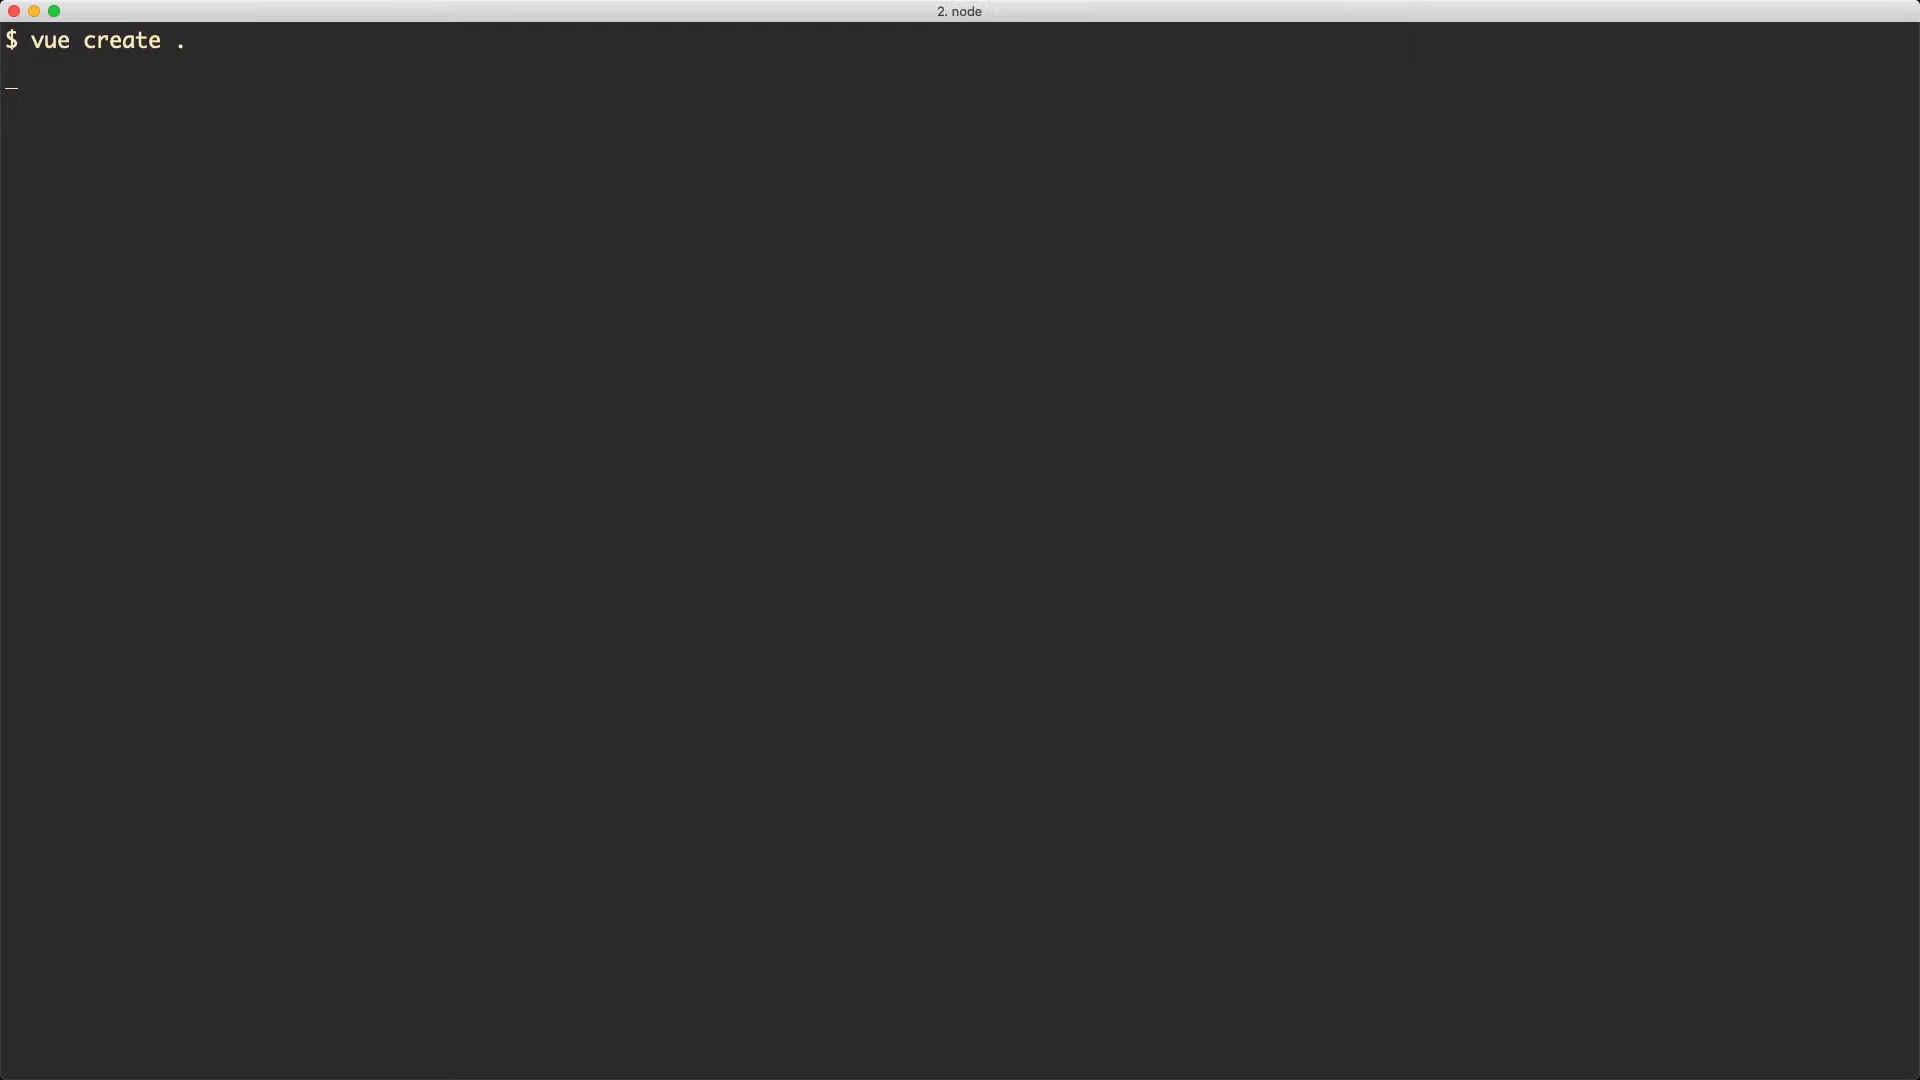 2. node
$ vue create .